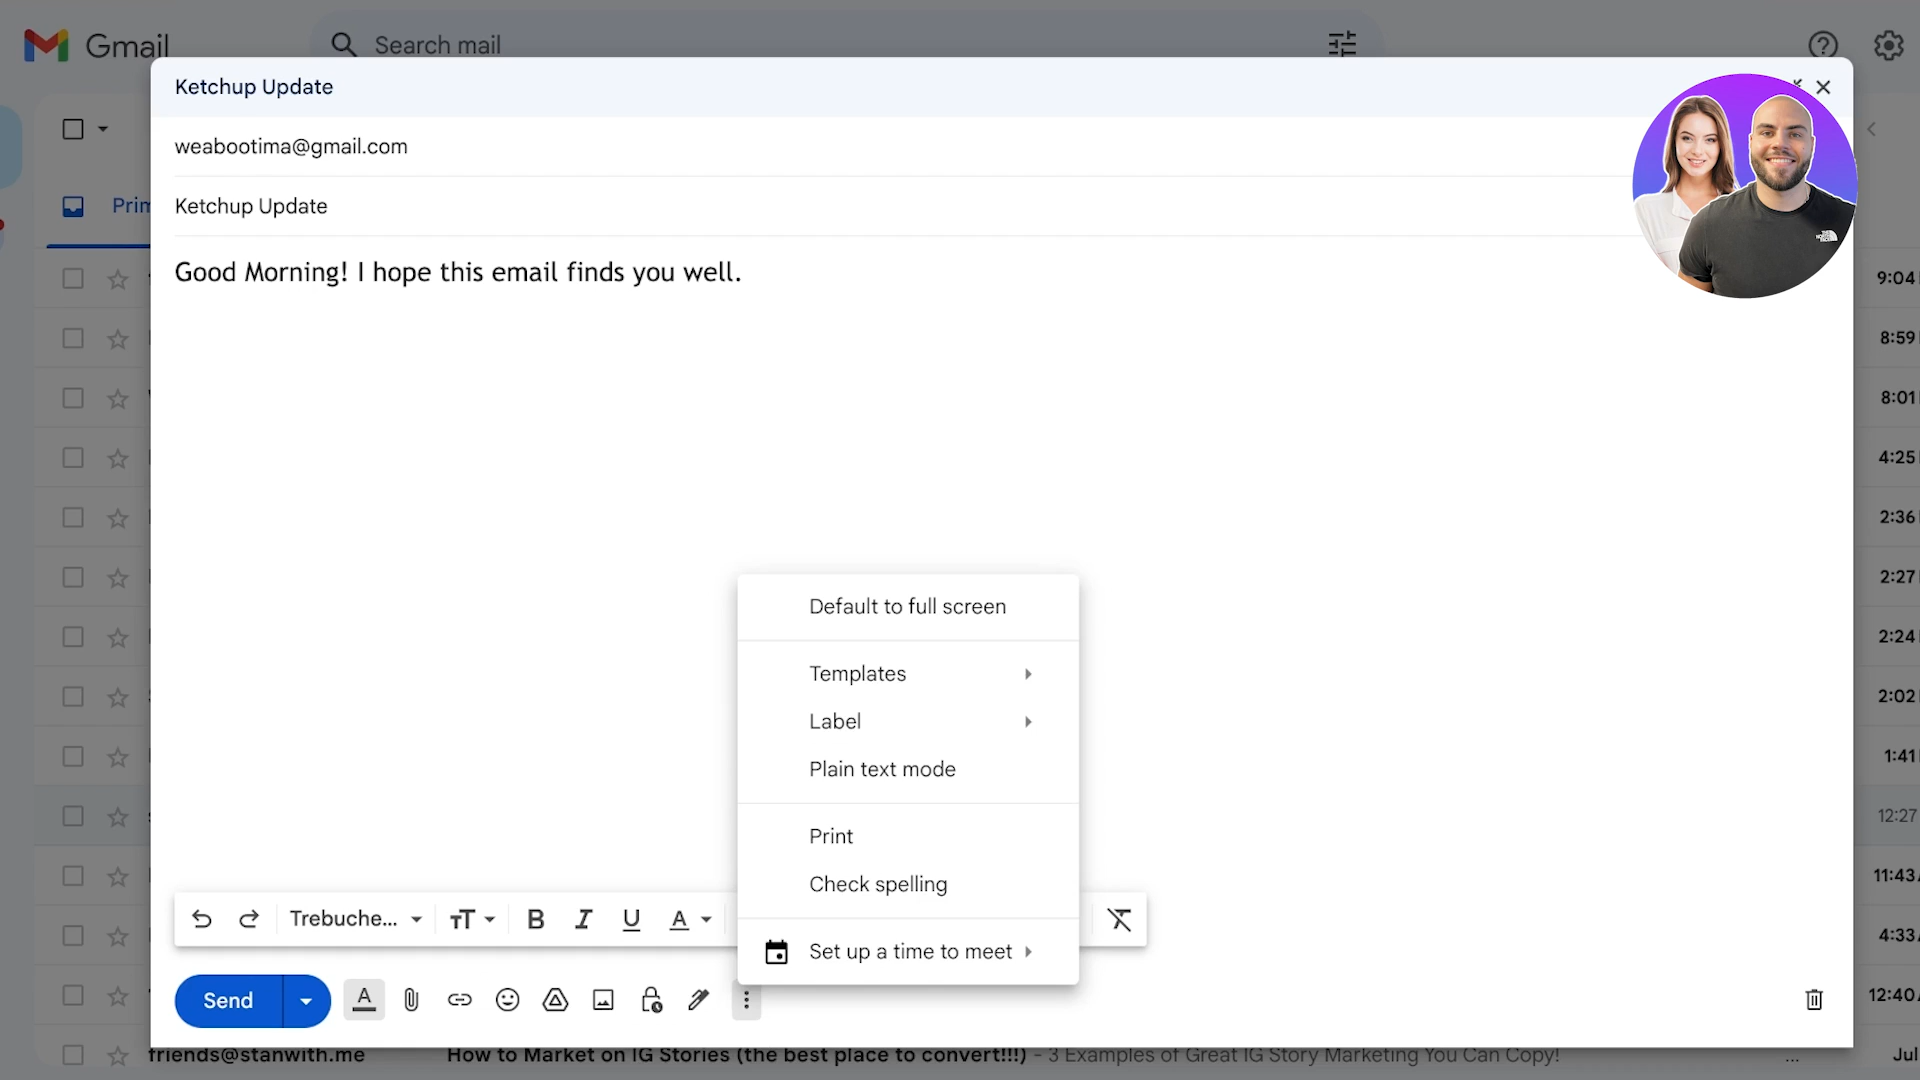 Gmail
Search mail
Ketchup Update
weabootima@gmail.com
Prim
Ketchup Update
Good Morning! I hope this email finds you well.
THE NORTH FACE
9:04
8:59
8:01
4:25
2:36
2:27
2:24
2:02
1:41
12:27
11:43
4:33
12:40
Default to full screen
Templates
Label
Plain text mode
Print
Check spelling
Set up a time to meet
Trebuche...
B I U A
Send
friends@stanwith.me How to Market on IG Stories (the best place to convert!!!) - 3 Examples of Great IG Story Marketing You Can Copy! ... Jul